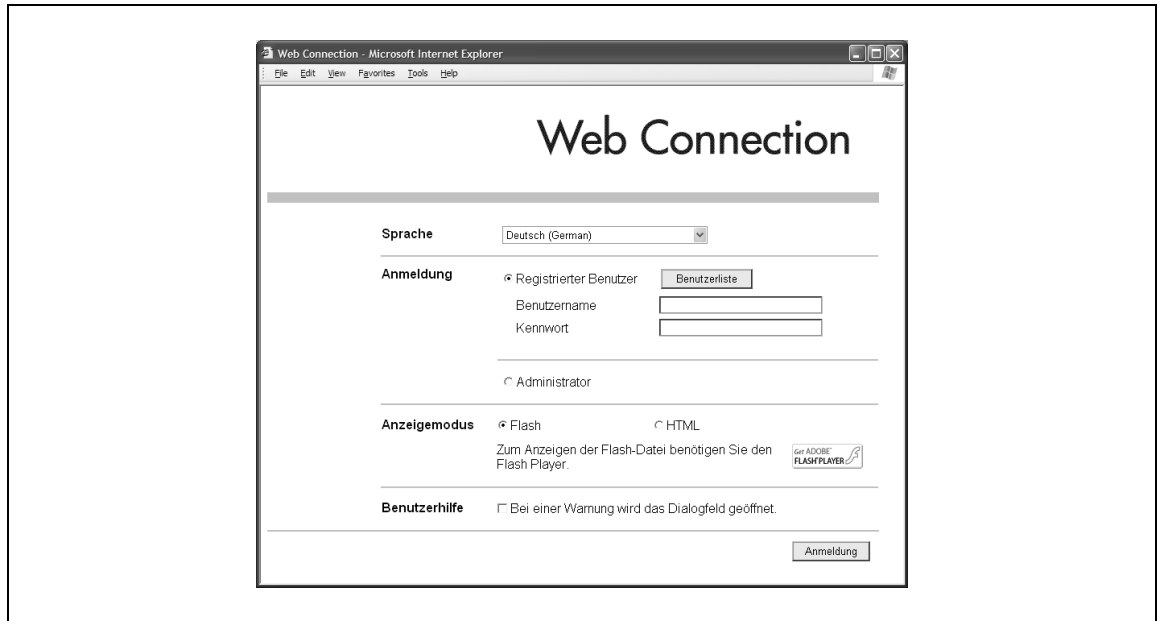 Web Connection - Microsoft Internet Explorer
File Edit View Favorites Tools Help
Web Connection
Sprache Deutsch (German)
Anmeldung Registrierter Benutzer Benutzerliste
Benutzername
Kennwort
Administrator
Anzeigemodus Flash HTML
Zum Anzeigen der Flash-Datei benötigen Sie den
Flash Player.
Get ADOBE
FLASH PLAYER
Benutzerhilfe Bei einer Warnung wird das Dialogfeld geöffnet.
Anmeldung